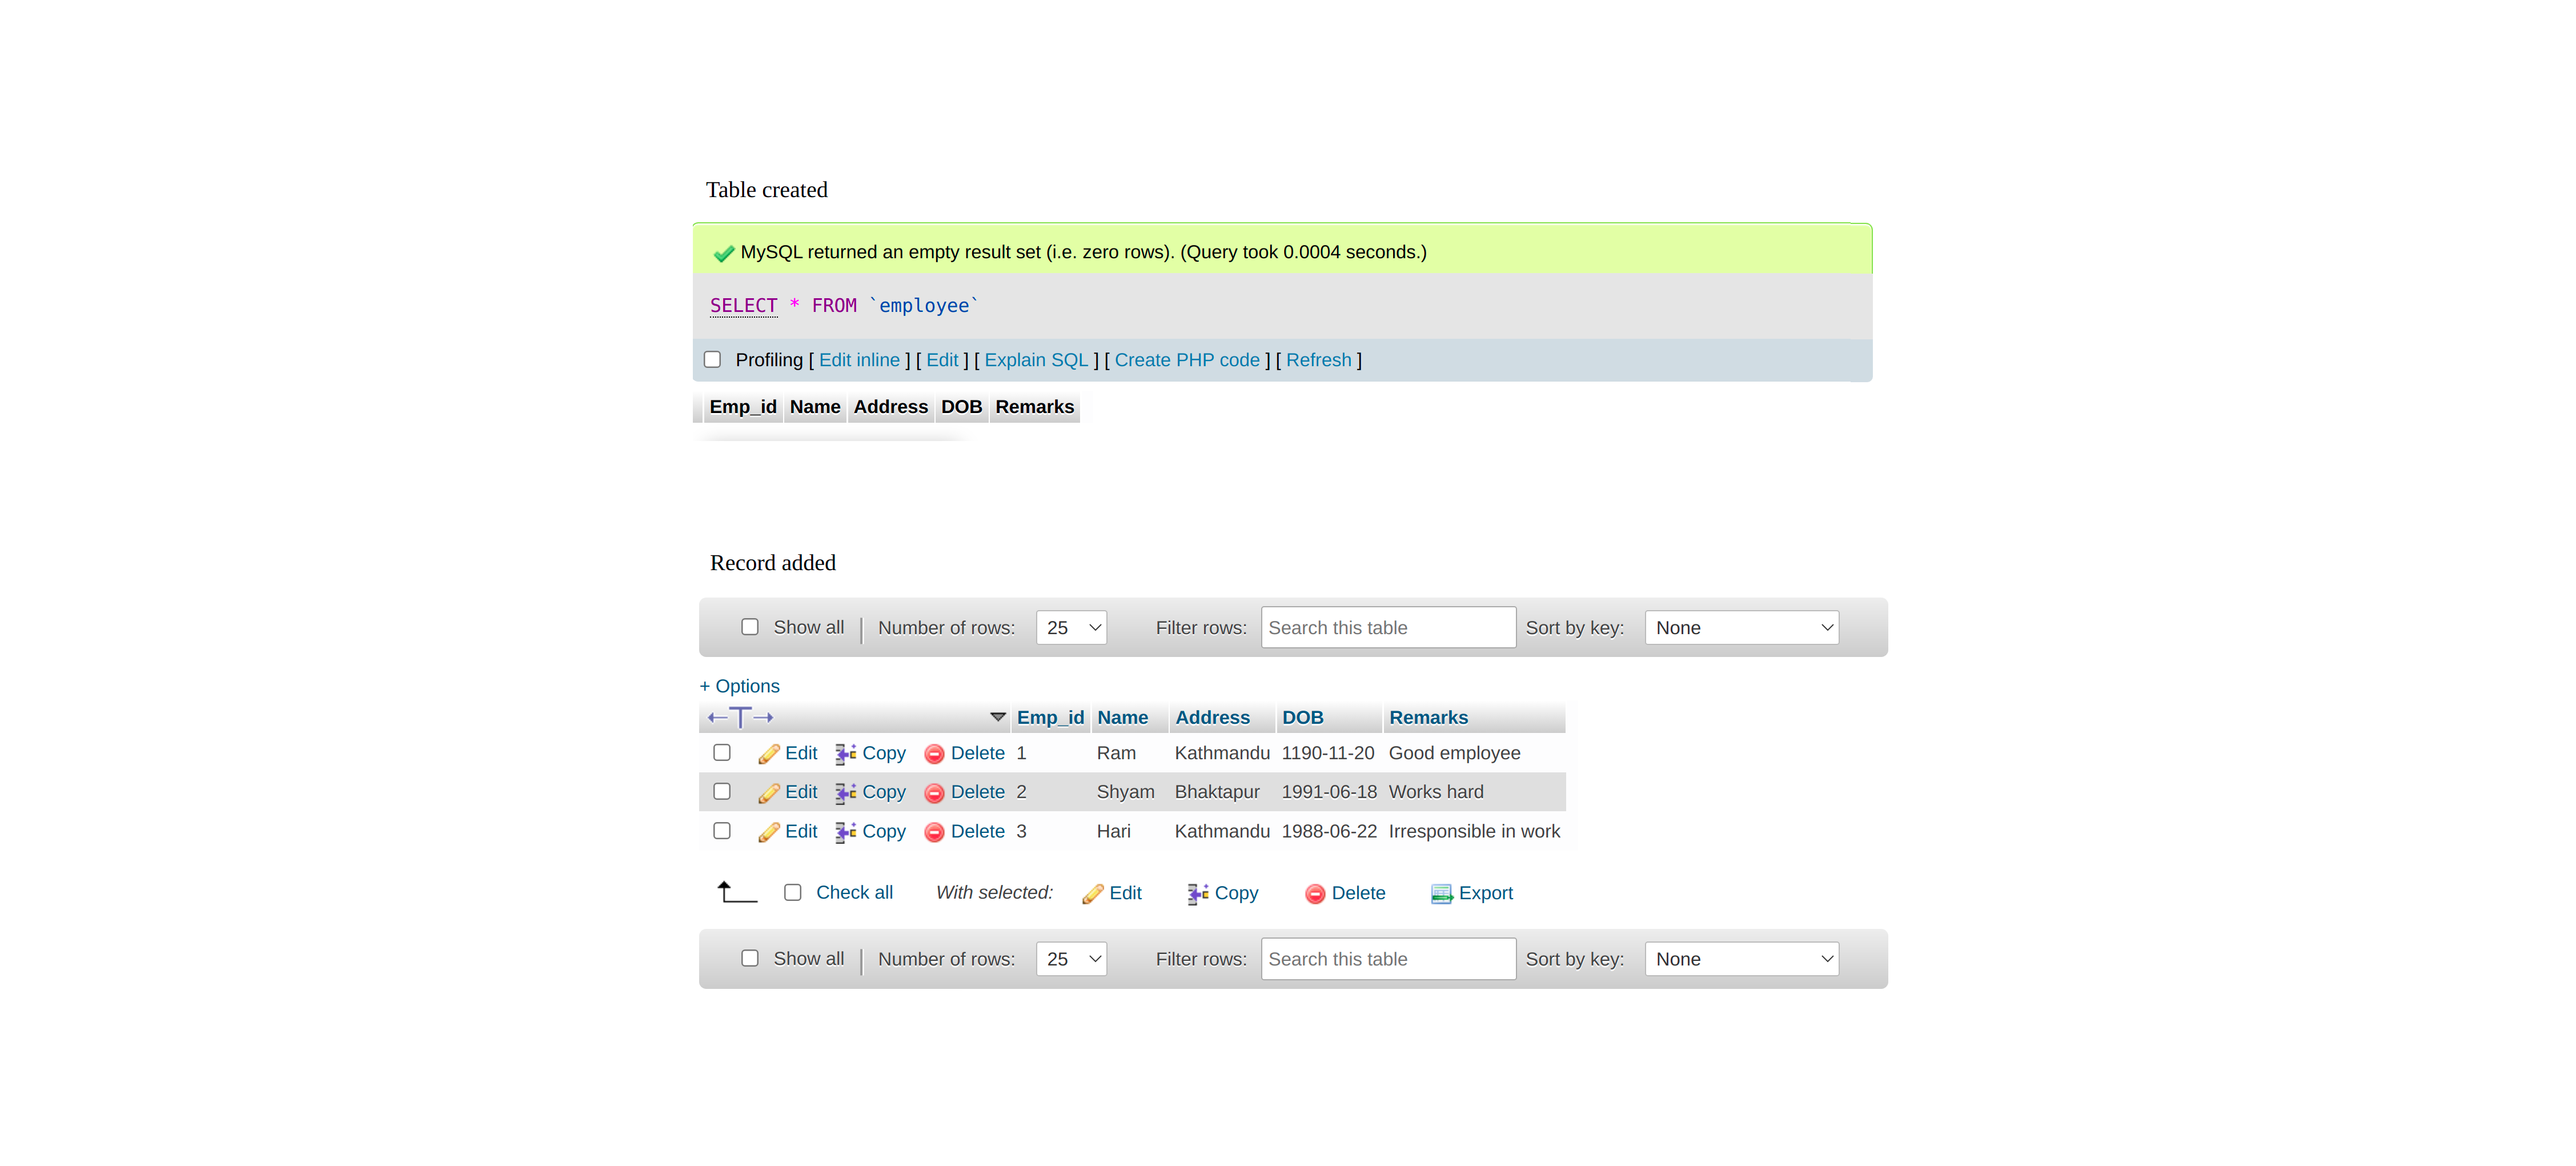 Table created
MySQL returned an empty result set (i.e. zero rows). (Query took 0.0004 seconds.)
SELECT * FROM `employee`
Profiling [ Edit inline ] [ Edit ] [ Explain SQL ] [ Create PHP code ] [ Refresh ]
Emp_id Name Address DOB Remarks
Record added
Show all | Number of rows: 25 Filter rows: Search this table Sort by key: None
+ Options
←T→ Emp_id Name Address DOB Remarks
Edit Copy Delete 1 Ram Kathmandu 1190-11-20 Good employee
Edit Copy Delete 2 Shyam Bhaktapur 1991-06-18 Works hard
Edit Copy Delete 3 Hari Kathmandu 1988-06-22 Irresponsible in work
Check all With selected: Edit Copy Delete Export
Show all | Number of rows: 25 Filter rows: Search this table Sort by key: None